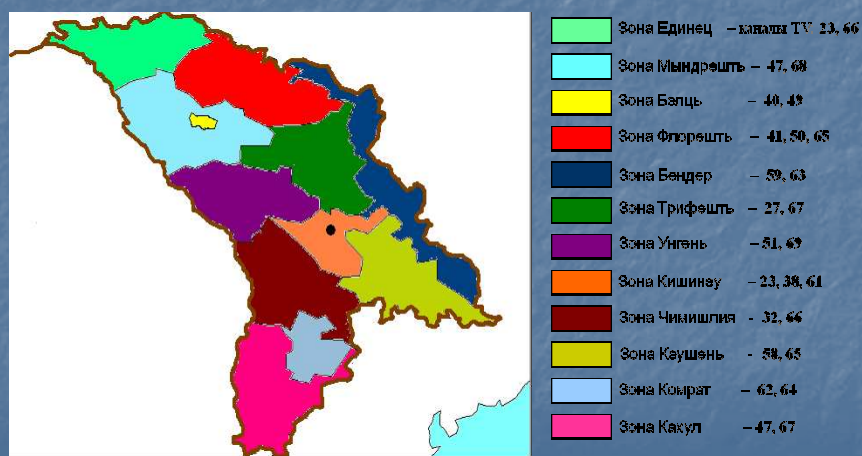 Зона Единец – каналы TV 23, 66
Зона Мындрешть – 47, 68
Зона Бэлць – 40, 49
Зона Флорешть – 41, 50, 65
Зона Бендер – 59, 63
Зона Трифешть – 27, 67
Зона Унгень – 51, 69
Зона Кишинэу – 23, 38, 61
Зона Чимишлия - 32, 66
Зона Кэушень - 58, 65
Зона Комрат – 62, 64
Зона Кахул – 47, 67